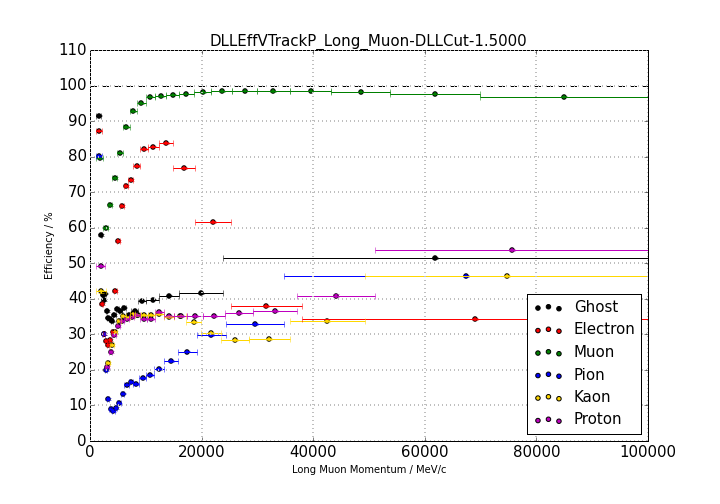 DLLEffVTrackP_Long_Muon-DLLCut-1.5000
110
100
90
80
70
60
50
40
30
20
10
0
Efficiency / %
0 20000 40000 60000 80000 100000
Long Muon Momentum / MeV/c
Ghost
Electron
Muon
Pion
Kaon
Proton